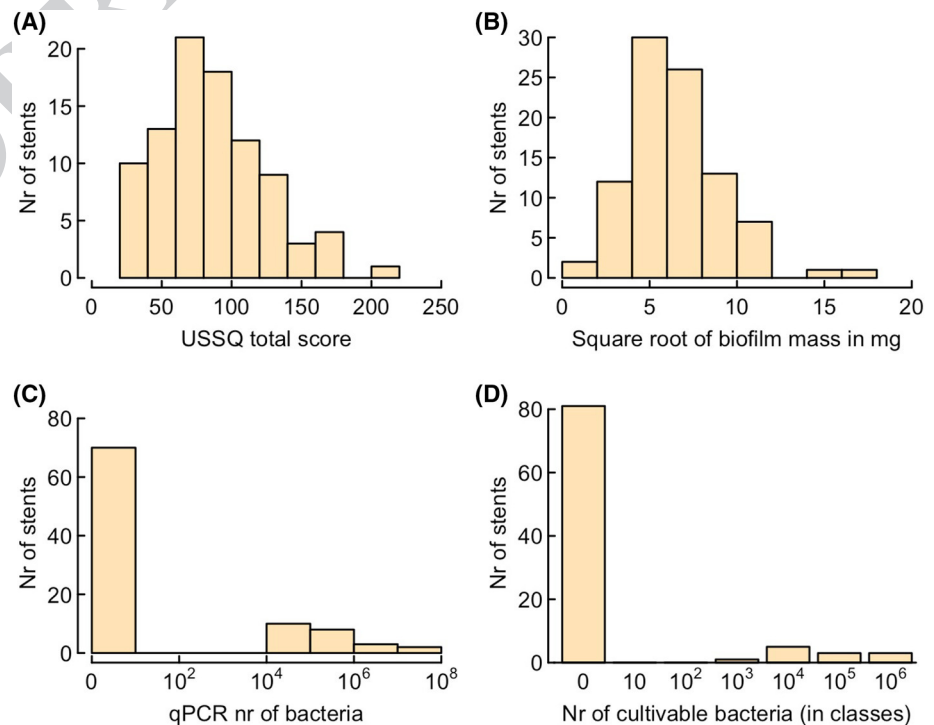 (A)
Nr of stents
20
15
10
5
0
0 50 100 150 200 250
USSQ total score
(B)
Nr of stents
30
25
20
15
10
5
0
0 5 10 15 20
Square root of biofilm mass in mg
(C)
Nr of stents
80
60
40
20
0
0 10² 10⁴ 10⁶ 10⁸
qPCR nr of bacteria
(D)
Nr of stents
80
60
40
20
0
0 10 10² 10³ 10⁴ 10⁵ 10⁶
Nr of cultivable bacteria (in classes)